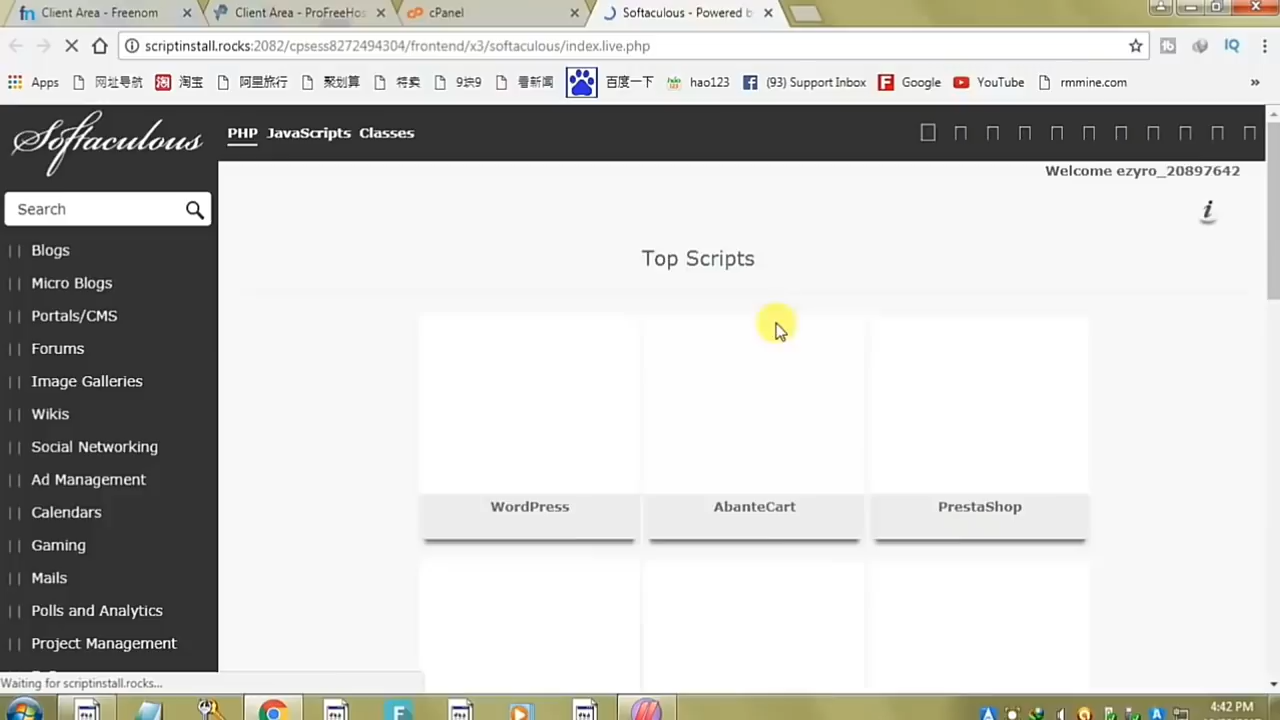 Client Area - Freenom
Client Area - ProFreeHos
cPanel
Softaculous - Powered b
scriptinstall.rocks:2082/cpsess8272494304/frontend/x3/softaculous/index.live.php
Apps 网址导航 淘宝 阿里旅行 聚划算 特卖 9块9 看新闻 百度一下 hao123 (93) Support Inbox Google YouTube rmmine.com »
Softaculous
PHP JavaScripts Classes
Welcome ezyro_20897642
Search
Top Scripts
Blogs
Micro Blogs
Portals/CMS
Forums
Image Galleries
Wikis
Social Networking
Ad Management
Calendars
Gaming
Mails
Polls and Analytics
Project Management
WordPress
AbanteCart
PrestaShop
Waiting for scriptinstall.rocks...
4:42 PM